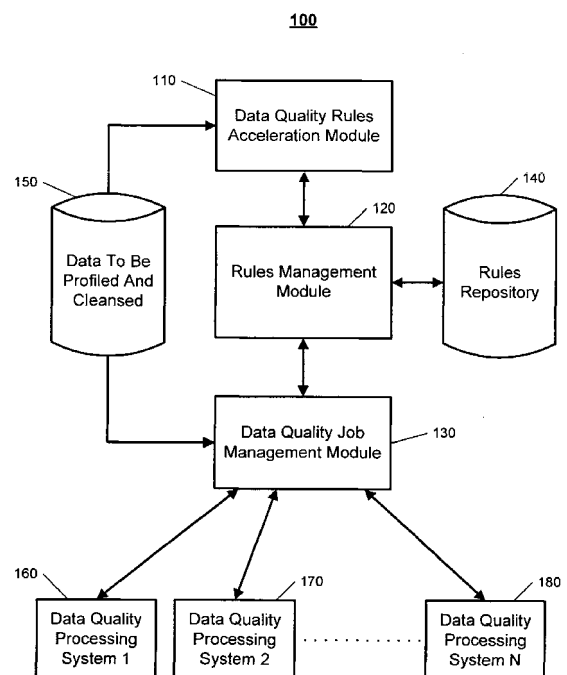 100
110
Data Quality Rules
Acceleration Module
150
120
140
Data To Be
Profiled And
Cleansed
Rules Management
Module
Rules
Repository
Data Quality Job
Management Module
130
160
170
180
Data Quality
Processing
System 1
Data Quality
Processing
System 2
Data Quality
Processing
System N